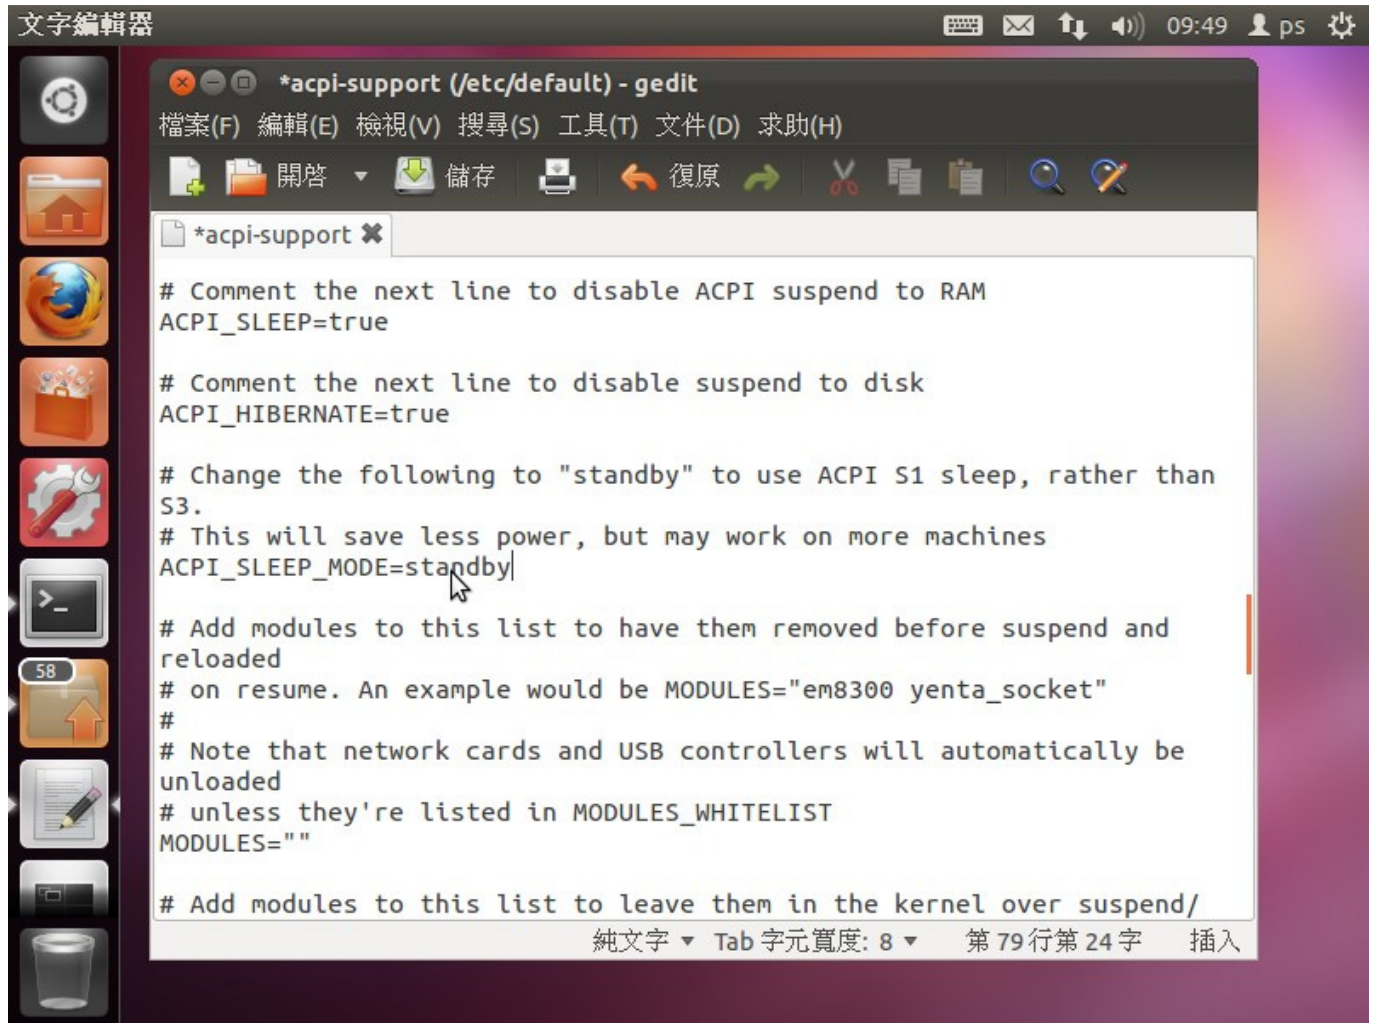 文字編輯器
09:49 ps
*acpi-support (/etc/default) - gedit
檔案(F) 編輯(E) 檢視(V) 搜尋(S) 工具(T) 文件(D) 求助(H)
開啓 儲存 復原
*acpi-support
# Comment the next line to disable ACPI suspend to RAM
ACPI_SLEEP=true
# Comment the next line to disable suspend to disk
ACPI_HIBERNATE=true
# Change the following to "standby" to use ACPI S1 sleep, rather than
S3.
# This will save less power, but may work on more machines
ACPI_SLEEP_MODE=standby
# Add modules to this list to have them removed before suspend and
reloaded
# on resume. An example would be MODULES="em8300 yenta_socket"
#
# Note that network cards and USB controllers will automatically be
unloaded
# unless they're listed in MODULES_WHITELIST
MODULES=""
# Add modules to this list to leave them in the kernel over suspend/
純文字 Tab 字元寬度: 8 第 79 行第 24 字 插入
58